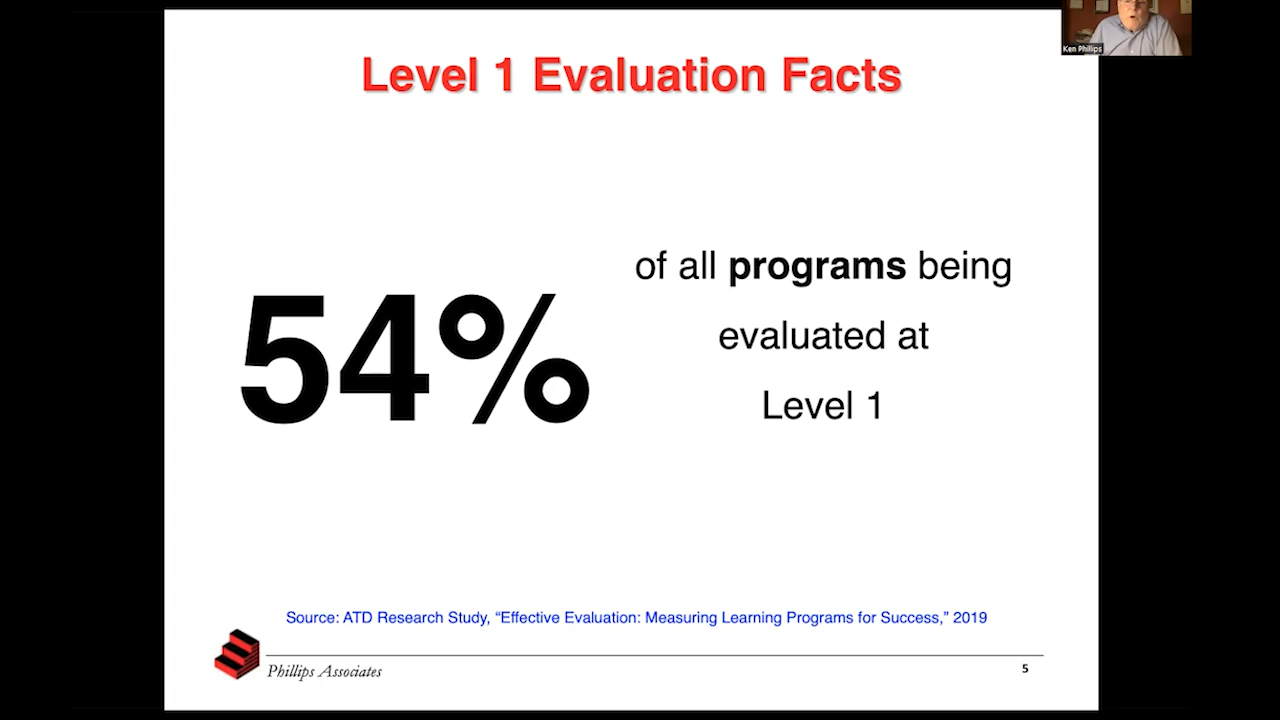 Ken Phillips
Level 1 Evaluation Facts
54%
of all programs being
evaluated at
Level 1
Source: ATD Research Study, “Effective Evaluation: Measuring Learning Programs for Success,” 2019
Phillips Associates
5